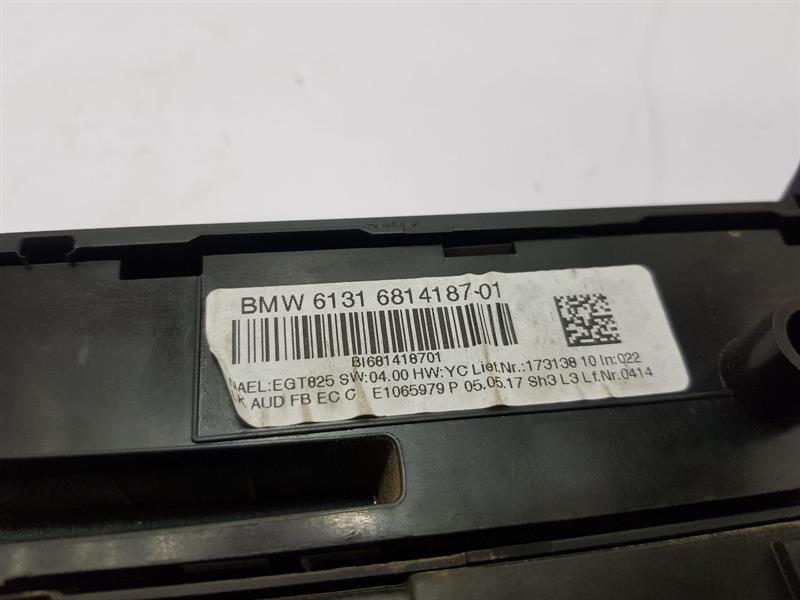 BMW 6131 6814187-01
BI681418701
NAEL:EGT825 SW:04.00 HW:YC Lief.Nr.:173138 10 In:022
AUD FB EC C E1065979 P 05.05.17 Sh3 L3 Lf.Nr.0414